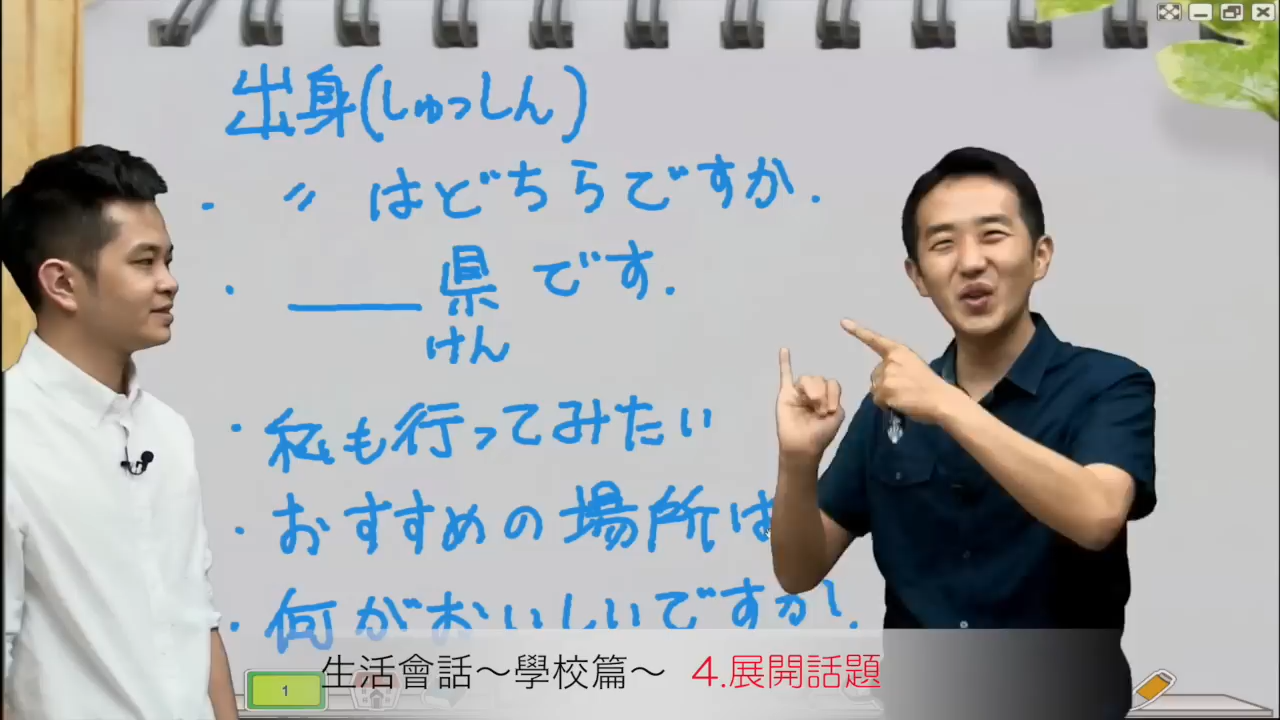 出身(しゅっしん)
・ 〃 はどちらですか.
・ ____県 です.
けん
・私も行ってみたい
・おすすめの場所は
・何がおいしいですか?
生活會話～學校篇～ 4.展開話題
1